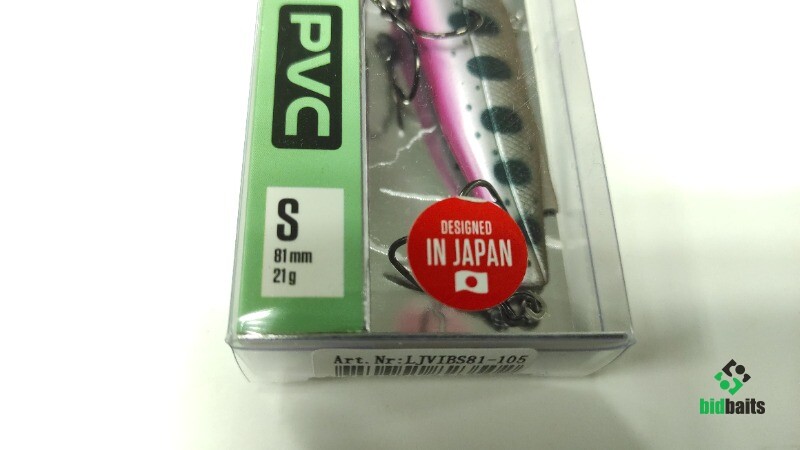 PVC
S
81 mm
21 g
DESIGNED
IN JAPAN
Art. Nr:LJVIBS81-105
bidbaits